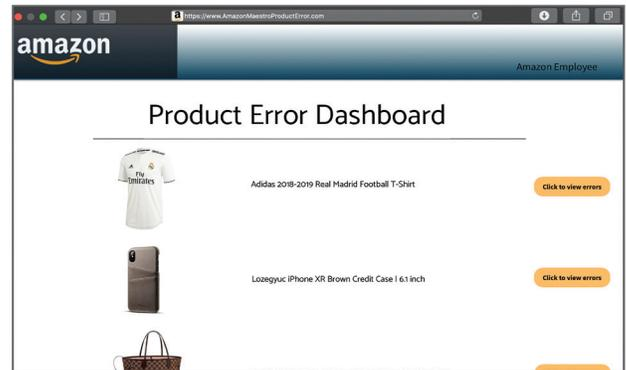 a https://www.AmazonMaestroProductError.com
amazon
Amazon Employee
Product Error Dashboard
Fly
Emirates
Adidas 2018-2019 Real Madrid Football T-Shirt
Click to view errors
Lozegyuc iPhone XR Brown Credit Case | 6.1 inch
Click to view errors